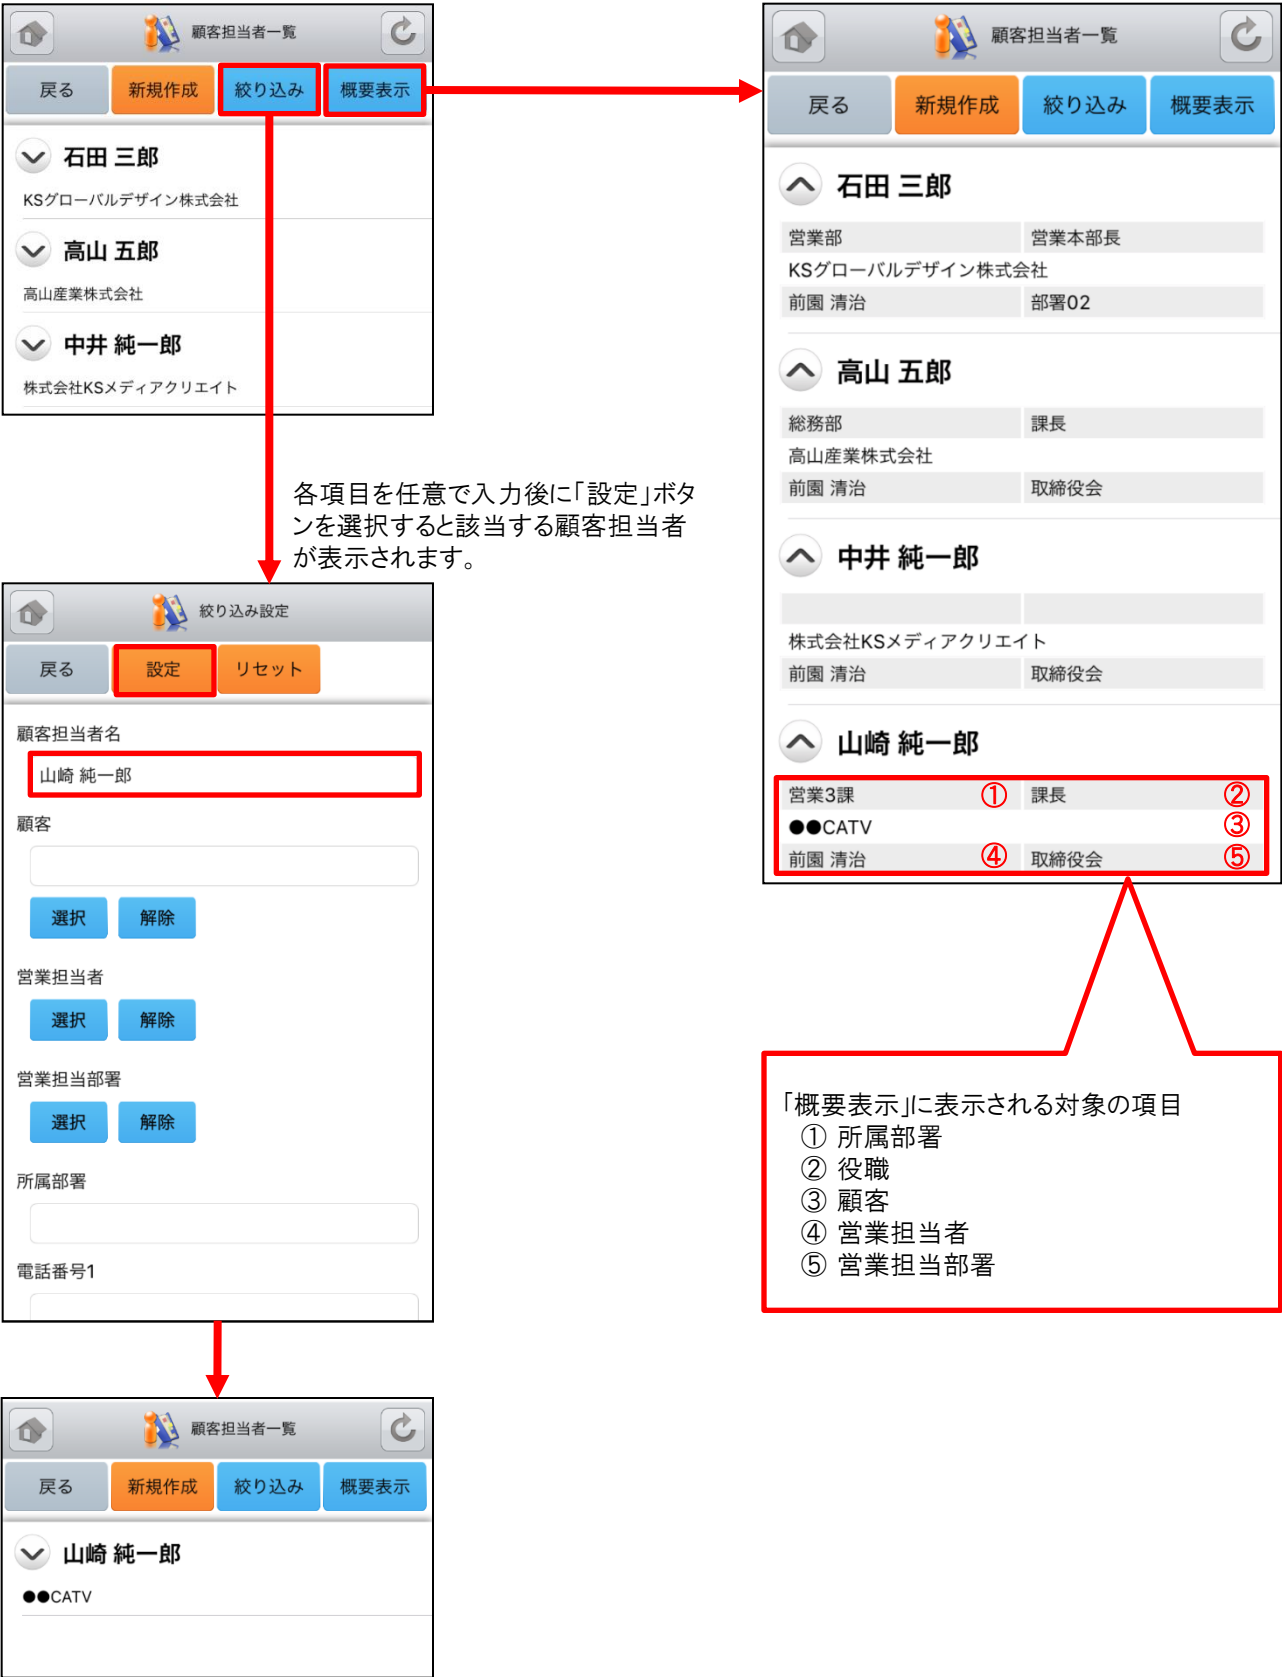 顧客担当者一覧
戻る 新規作成 絞り込み 概要表示
石田 三郎
KSグローバルデザイン株式会社
高山 五郎
高山産業株式会社
中井 純一郎
株式会社KSメディアクリエイト
各項目を任意で入力後に「設定」ボタ
ンを選択すると該当する顧客担当者
が表示されます。
絞り込み設定
戻る 設定 リセット
顧客担当者名
山崎 純一郎
顧客
選択 解除
営業担当者
選択 解除
営業担当部署
選択 解除
所属部署
電話番号1
顧客担当者一覧
戻る 新規作成 絞り込み 概要表示
山崎 純一郎
●●CATV
顧客担当者一覧
戻る 新規作成 絞り込み 概要表示
石田 三郎
営業部 営業本部長
KSグローバルデザイン株式会社
前園 清治 部署02
高山 五郎
総務部 課長
高山産業株式会社
前園 清治 取締役会
中井 純一郎
株式会社KSメディアクリエイト
前園 清治 取締役会
山崎 純一郎
営業3課 ① 課長 ②
●●CATV ③
前園 清治 ④ 取締役会 ⑤
「概要表示」に表示される対象の項目
① 所属部署
② 役職
③ 顧客
④ 営業担当者
⑤ 営業担当部署